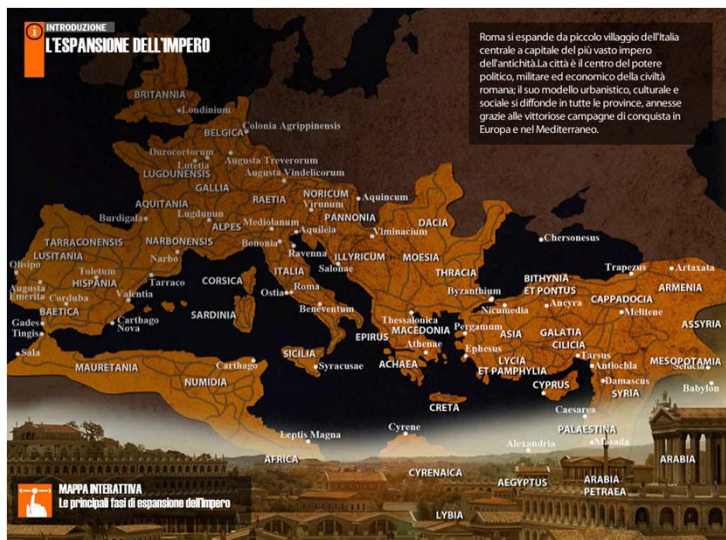 INTRODUZIONE
L'ESPANSIONE DELL'IMPERO
Roma si espande da piccolo villaggio dell'Italia
centrale a capitale del più vasto impero
dell'antichità.La città è il centro del potere
politico, militare ed economico della civiltà
romana; il suo modello urbanistico, culturale e
sociale si diffonde in tutte le province, annesse
grazie alle vittoriose campagne di conquista in
Europa e nel Mediterraneo.
BRITANNIA
Londinium
BELGICA
Colonia Agrippinensis
Durocortorum
Lutetia
Augusta Treverorum
LUGDUNENSIS
Augusta Vindelicorum
GALLIA
RAETIA
NORICUM
Virunum
Aquincum
AQUITANIA
PANNONIA
Burdigala
Lugdunun
ALPES
Mediolanum
Aquileia
DACIA
Viminacium
Chersonesus
TARRACONENSIS
NARBONENSIS
Bononia
LUSITANIA
Narbo
Ravenna
ILLYRICUM
MOESIA
Olisipo
Toletum
Tarraco
CORSICA
ITALIA
Salonae
THRACIA
BITHYNIA
ET PONTUS
Trapezus
Artaxata
HISPANIA
Augusta
Emerita
Corduba
Valentia
Ostia
Roma
Byzanthium
ARMENIA
CAPPADOCIA
BAETICA
Carthago
Nova
SARDINIA
Beneventum
Thessalonica
Nicumedia
Ancyra
Melitene
Gades
Tingis
MACEDONIA
Pergamum
ASIA
GALATIA
ASSYRIA
EPIRUS
Athenae
CILICIA
Sala
SICILIA
Ephesus
Tarsus
MESOPOTAMIA
MAURETANIA
Carthago
Syracusae
ACHAEA
LYCIA
ET PAMPHYLIA
Antiochla
Selucia
NUMIDIA
CYPRUS
Damascus
SYRIA
Babylon
CRETA
Caesarea
Leptis Magna
Cyrene
PALAESTINA
Alexandria
Masada
AFRICA
CYRENAICA
ARABIA
AEGYPTUS
ARABIA
PETRAEA
LYBIA
MAPPA INTERATTIVA
Le principali fasi di espansione dell'Impero